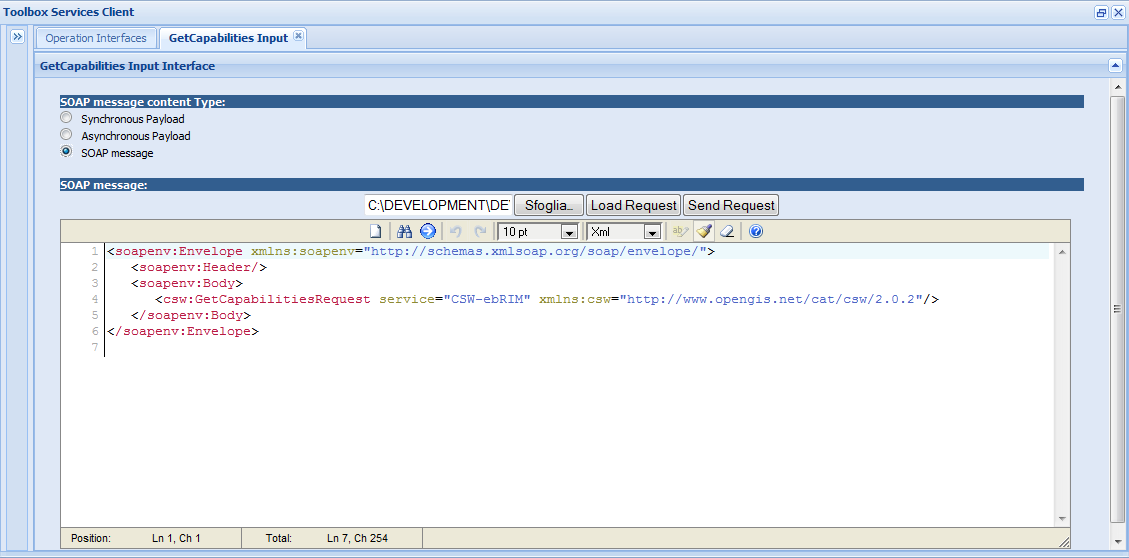 Toolbox Services Client
Operation Interfaces GetCapabilities Input
GetCapabilities Input Interface
SOAP message content Type:
Synchronous Payload
Asynchronous Payload
SOAP message
SOAP message:
C:\DEVELOPMENT\DE Sfoglia... Load Request Send Request
10 pt Xml
1 <soapenv:Envelope xmlns:soapenv="http://schemas.xmlsoap.org/soap/envelope/">
2 <soapenv:Header/>
3 <soapenv:Body>
4 <csw:GetCapabilitiesRequest service="CSW-ebRIM" xmlns:csw="http://www.opengis.net/cat/csw/2.0.2"/>
5 </soapenv:Body>
6 </soapenv:Envelope>
7
Position: Ln 1, Ch 1 Total: Ln 7, Ch 254